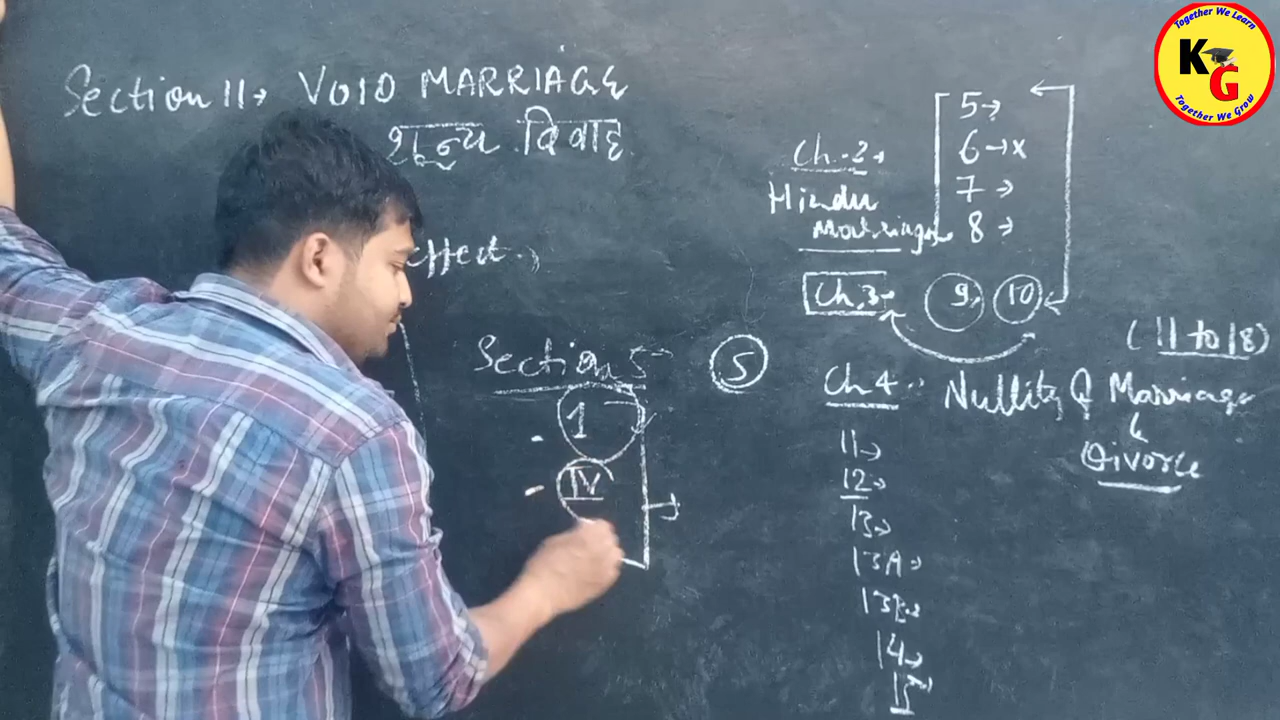 Section 11→ VOID MARRIAGE
शून्य विवाह
effect→
Section 5
5
1
IV
Ch.2→
Hindu
Marriage
5→
6→x
7→
8→
Ch.3→
9
10
(11 to 18)
Ch 4: Nullity of Marriage
&
Divorce
11→
12→
13→
13A→
14→
15→
Together We Learn
KG
Together We Grow